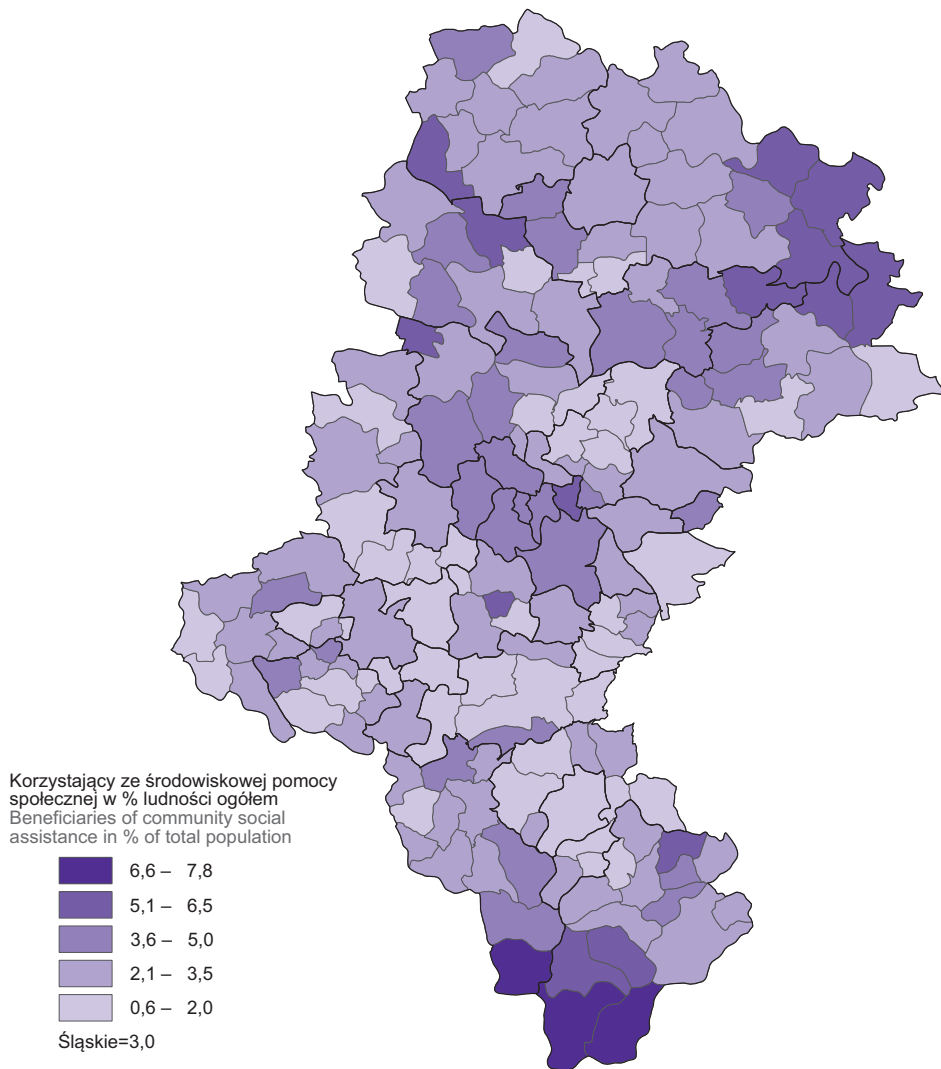 Korzystający ze środowiskowej pomocy
społecznej w % ludności ogółem
Beneficiaries of community social
assistance in % of total population
6,6 – 7,8
5,1 – 6,5
3,6 – 5,0
2,1 – 3,5
0,6 – 2,0
Śląskie=3,0